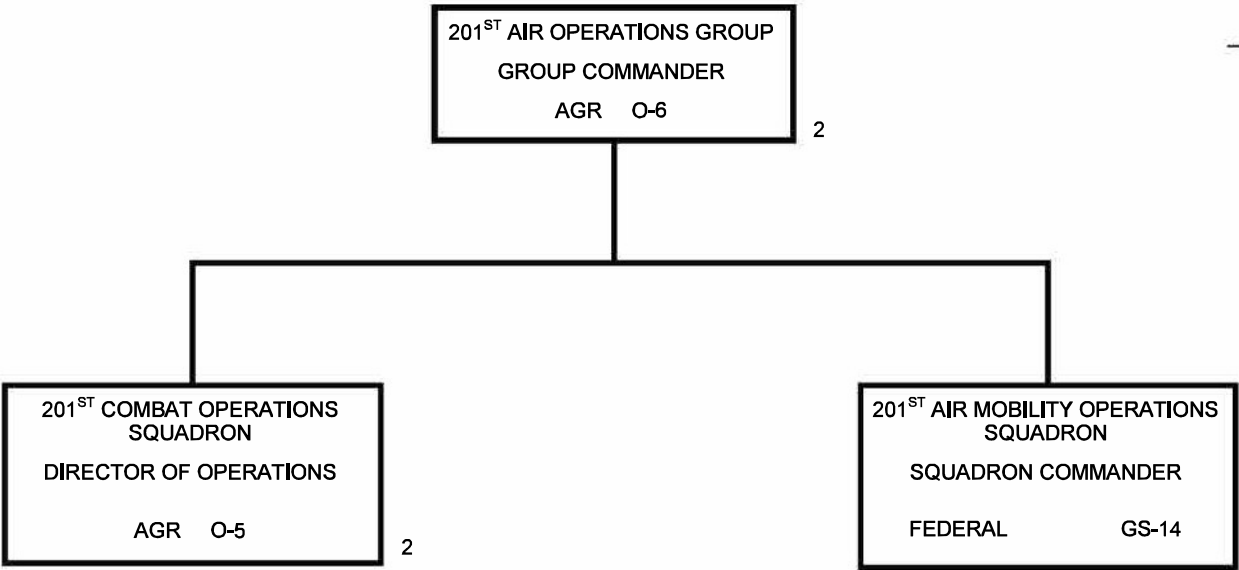 201ST AIR OPERATIONS GROUP
GROUP COMMANDER
AGR O-6
2
201ST COMBAT OPERATIONS
SQUADRON
DIRECTOR OF OPERATIONS
AGR O-5
2
201ST AIR MOBILITY OPERATIONS
SQUADRON
SQUADRON COMMANDER
FEDERAL GS-14